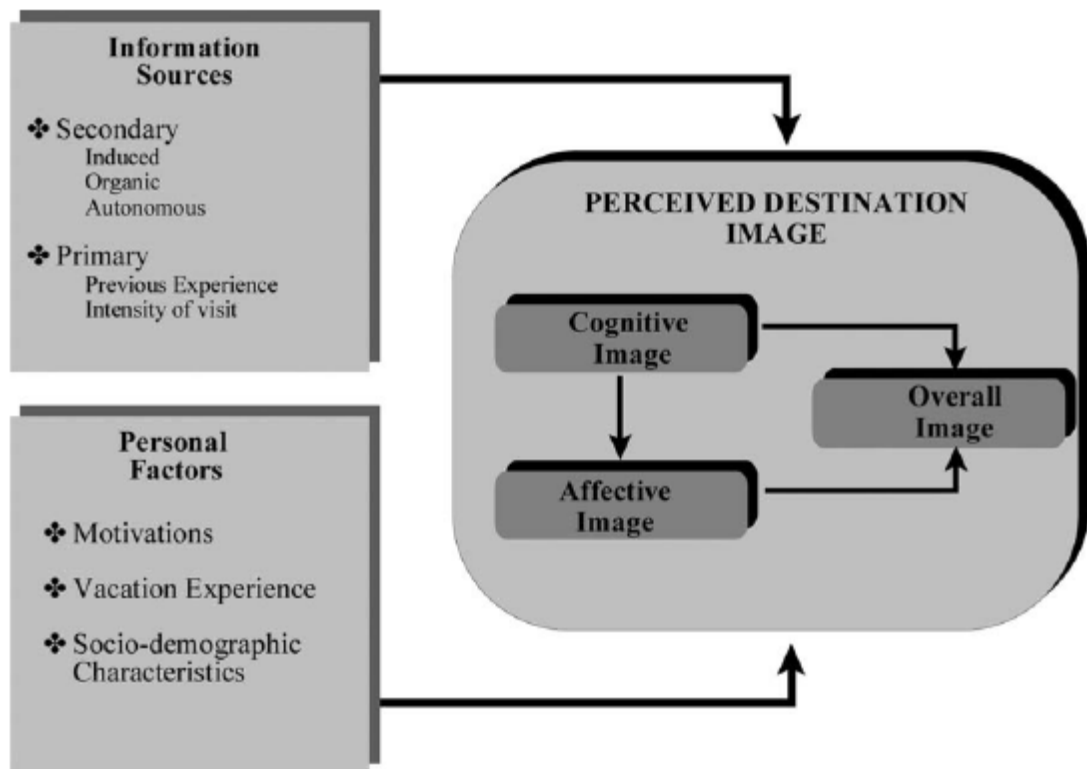 Information
Sources
❖ Secondary
Induced
Organic
Autonomous
❖ Primary
Previous Experience
Intensity of visit
Personal
Factors
❖ Motivations
❖ Vacation Experience
❖ Socio-demographic
Characteristics
PERCEIVED DESTINATION
IMAGE
Cognitive
Image
Affective
Image
Overall
Image